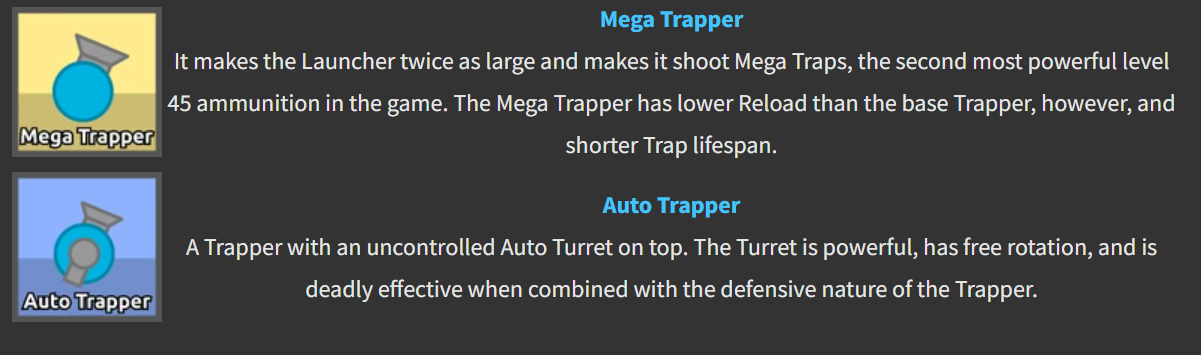 Mega Trapper
It makes the Launcher twice as large and makes it shoot Mega Traps, the second most powerful level
45 ammunition in the game. The Mega Trapper has lower Reload than the base Trapper, however, and
shorter Trap lifespan.
Mega Trapper
Auto Trapper
A Trapper with an uncontrolled Auto Turret on top. The Turret is powerful, has free rotation, and is
deadly effective when combined with the defensive nature of the Trapper.
Auto Trapper